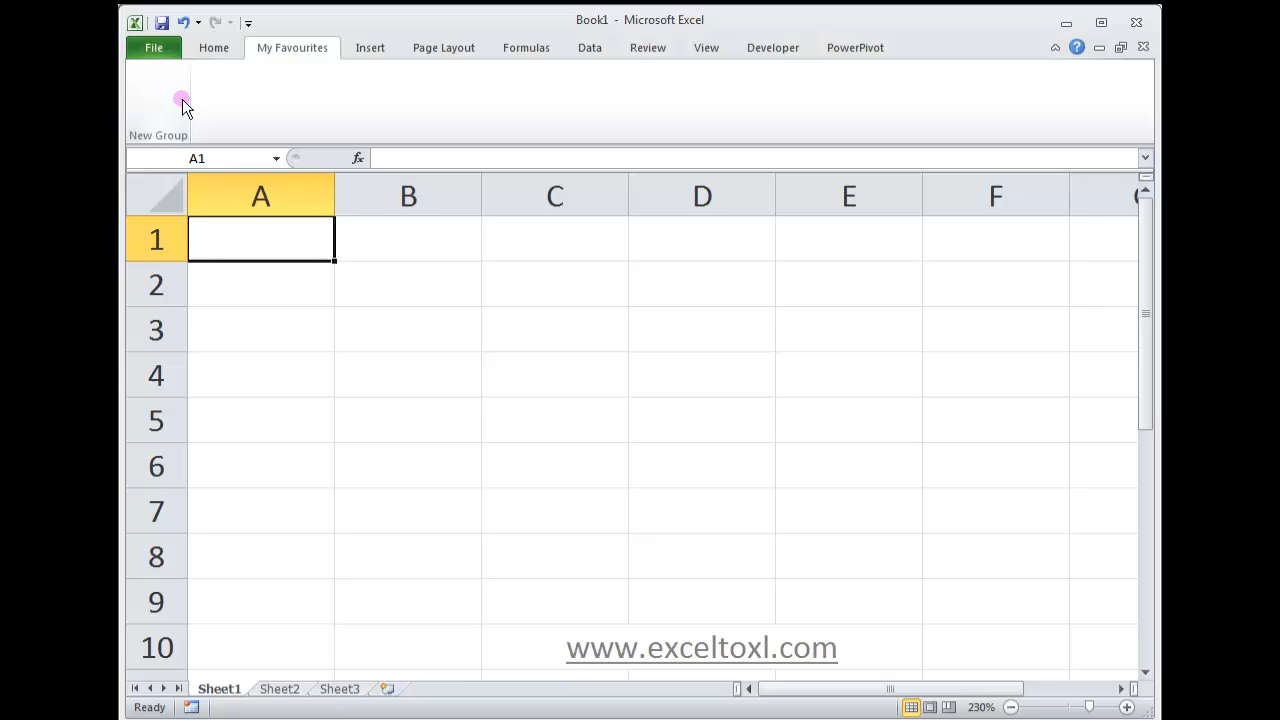 Book1 - Microsoft Excel
File Home My Favourites Insert Page Layout Formulas Data Review View Developer PowerPivot
New Group
A1 fx
A B C D E F
1
2
3
4
5
6
7
8
9
10 www.exceltoxl.com
Sheet1 Sheet2 Sheet3
Ready 230%